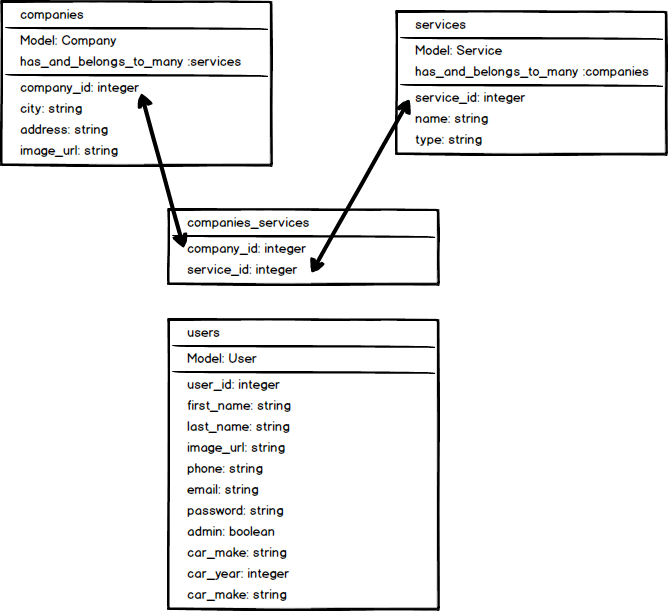 companies
Model: Company
has_and_belongs_to_many :services
company_id: integer
city: string
address: string
image_url: string
services
Model: Service
has_and_belongs_to_many :companies
service_id: integer
name: string
type: string
companies_services
company_id: integer
service_id: integer
users
Model: User
user_id: integer
first_name: string
last_name: string
image_url: string
phone: string
email: string
password: string
admin: boolean
car_make: string
car_year: integer
car_make: string